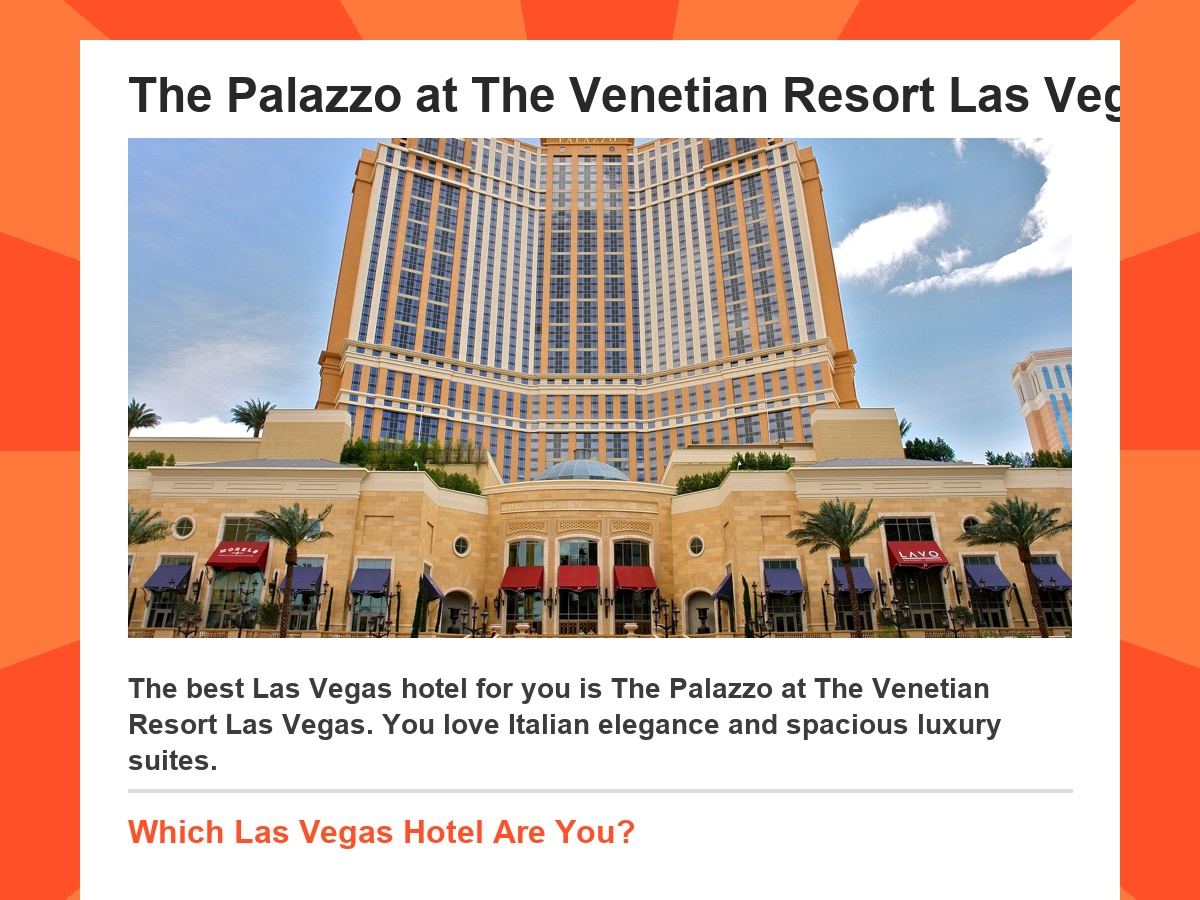 The Palazzo at The Venetian Resort Las Veg
PALAZZO
MORELS
LAVO
The best Las Vegas hotel for you is The Palazzo at The Venetian
Resort Las Vegas. You love Italian elegance and spacious luxury
suites.
Which Las Vegas Hotel Are You?